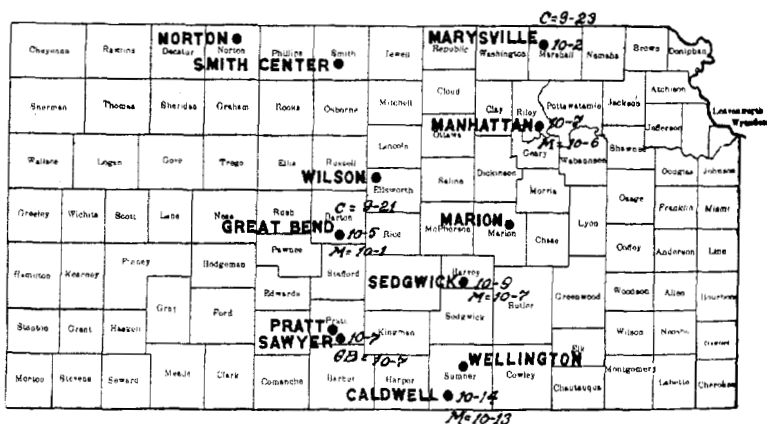 C=9-23
NORTON MARYSVILLE 10-2
Cheyenne Rawlins Decatur Norton Phillips Smith Jewell Republic Washington Marshall Nemaha Brown Doniphan
SMITH CENTER
Cloud Atchison
Sherman Thomas Sheridan Graham Rooks Osborne Mitchell Clay Riley Pottawatamie Jackson Leavenworth
MANHATTAN 10-7 Jefferson Wyandotte
Ottawa M=10-6
Lincoln Geary Wabaunsee Shawnee
Wallace Logan Gove Trego Ellis Russell Saline Dickinson Douglas Johnson
WILSON
Ellsworth Morris Osage
C=9-21
Greeley Wichita Scott Lane Ness Rush Barton Lyon Franklin Miami
GREAT BEND 10-5 Rice McPherson MARION Marion Chase
M=10-1
Pawnee Coffey Anderson Linn
Hamilton Kearney Finney Hodgeman Stafford Harvey
SEDGWICK 10-9
M=10-7
Edwards Butler Greenwood Woodson Allen Bourbon
Gray Ford Sedgwick
Stanton Grant Haskell PRATT Pratt Kingman Wilson Neosho
SAWYER 10-7
GB=10-7 Elk
WELLINGTON
Morton Stevens Seward Meade Clark Comanche Barber Harper Sumner Cowley Chautauqua Montgomery Labette Cherokee
CALDWELL 10-14
M=10-13